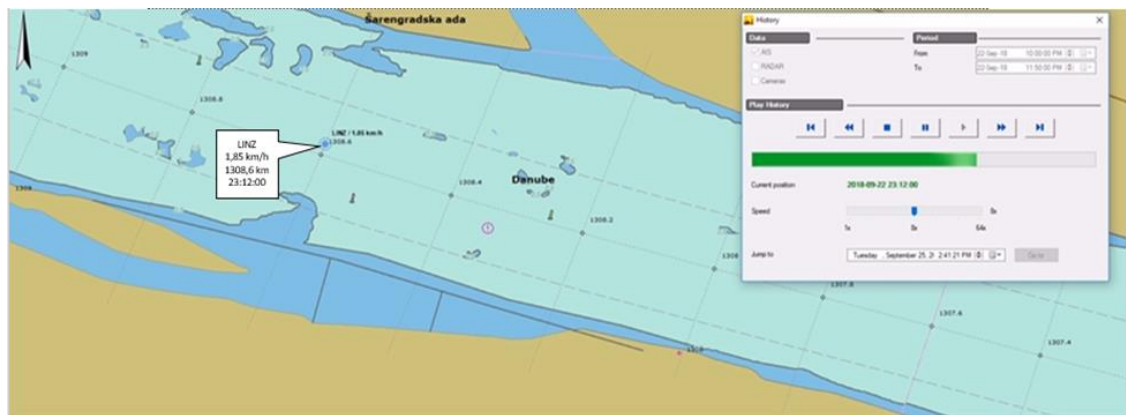 Šarengradska ada
1309
1308.8
LINZ / 1,85 km/h
1308.6
LINZ
1,85 km/h
1308,6 km
23:12:00
1309
1308.4
Danube
1308.2
1308
1307.8
1307.6
1307.4
1308
History
Data
AIS
RADAR
Cameras
Period
From
22-Sep-18 10:00:00 PM
To
22-Sep-18 11:50:00 PM
Play History
Current position
2018-09-22 23:12:00
Speed
8x
1x
8x
64x
Jump to
Tuesday , September 25, 2( 2:41:21 PM
Go to